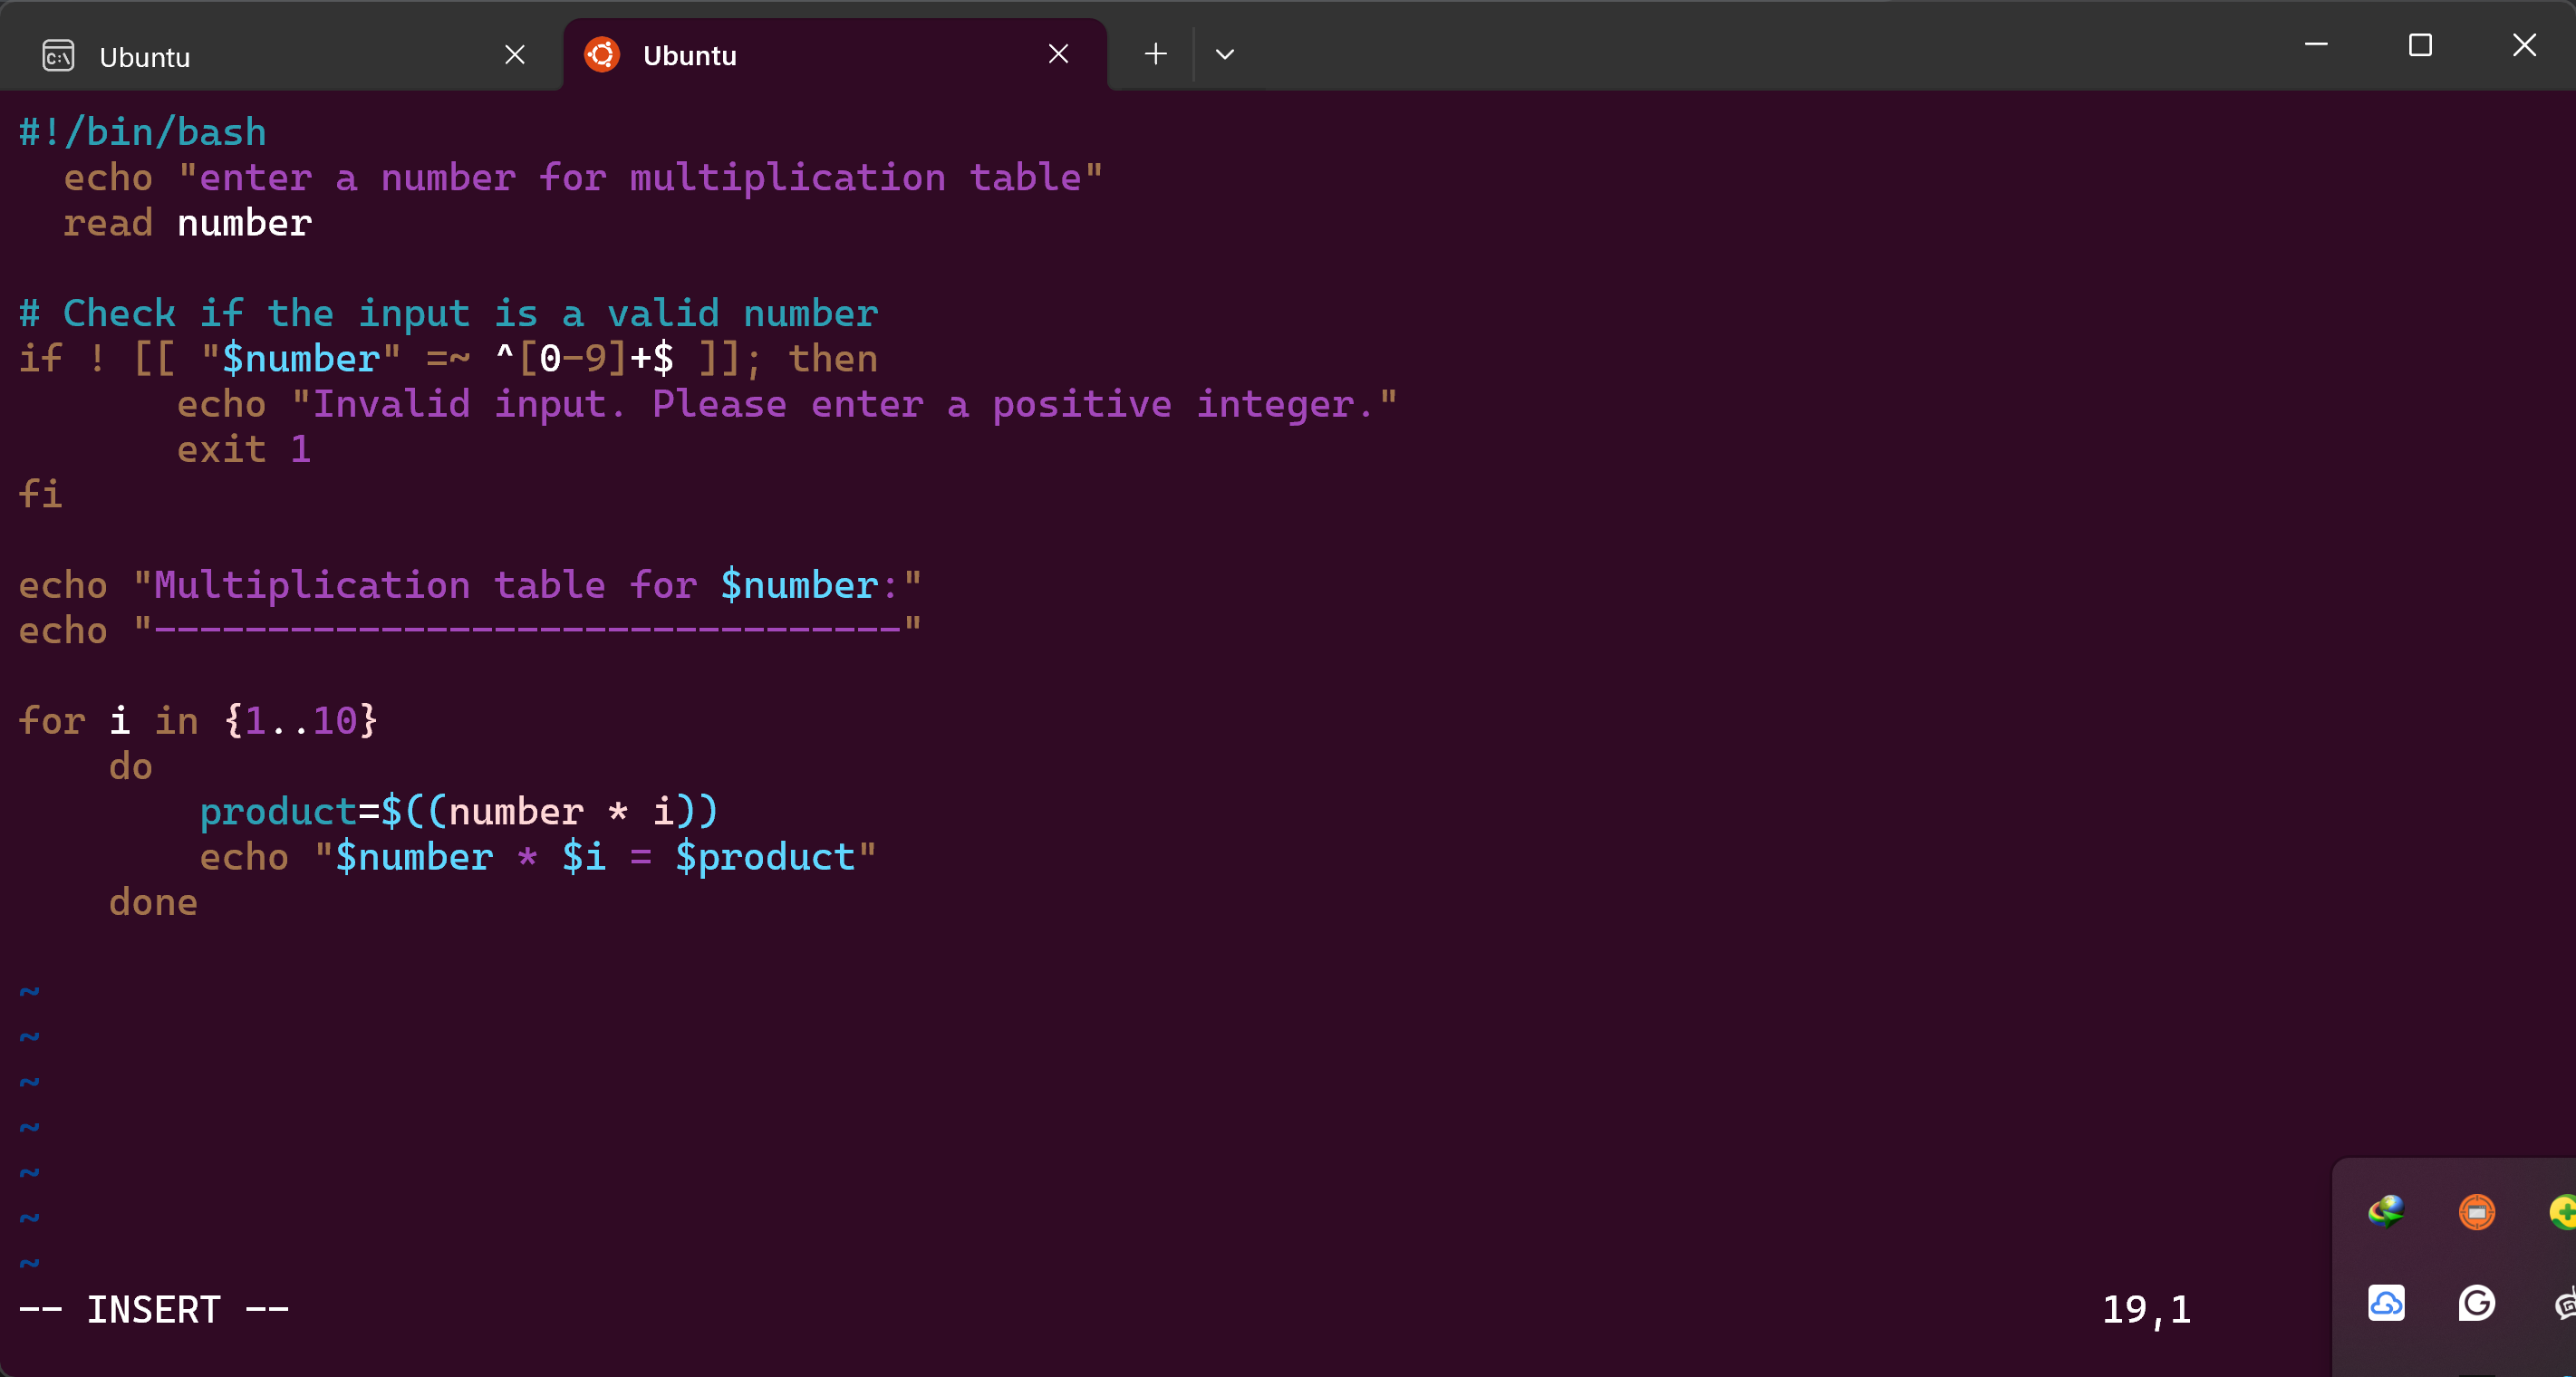 Ubuntu
Ubuntu
#!/bin/bash
  echo "enter a number for multiplication table"
  read number

# Check if the input is a valid number
if ! [[ "$number" =~ ^[0-9]+$ ]]; then
       echo "Invalid input. Please enter a positive integer."
       exit 1
fi

echo "Multiplication table for $number:"
echo "---------------------------------"

for i in {1..10}
    do
        product=$((number * i))
        echo "$number * $i = $product"
    done

~
~
~
~
~
~
~
-- INSERT --
19,1